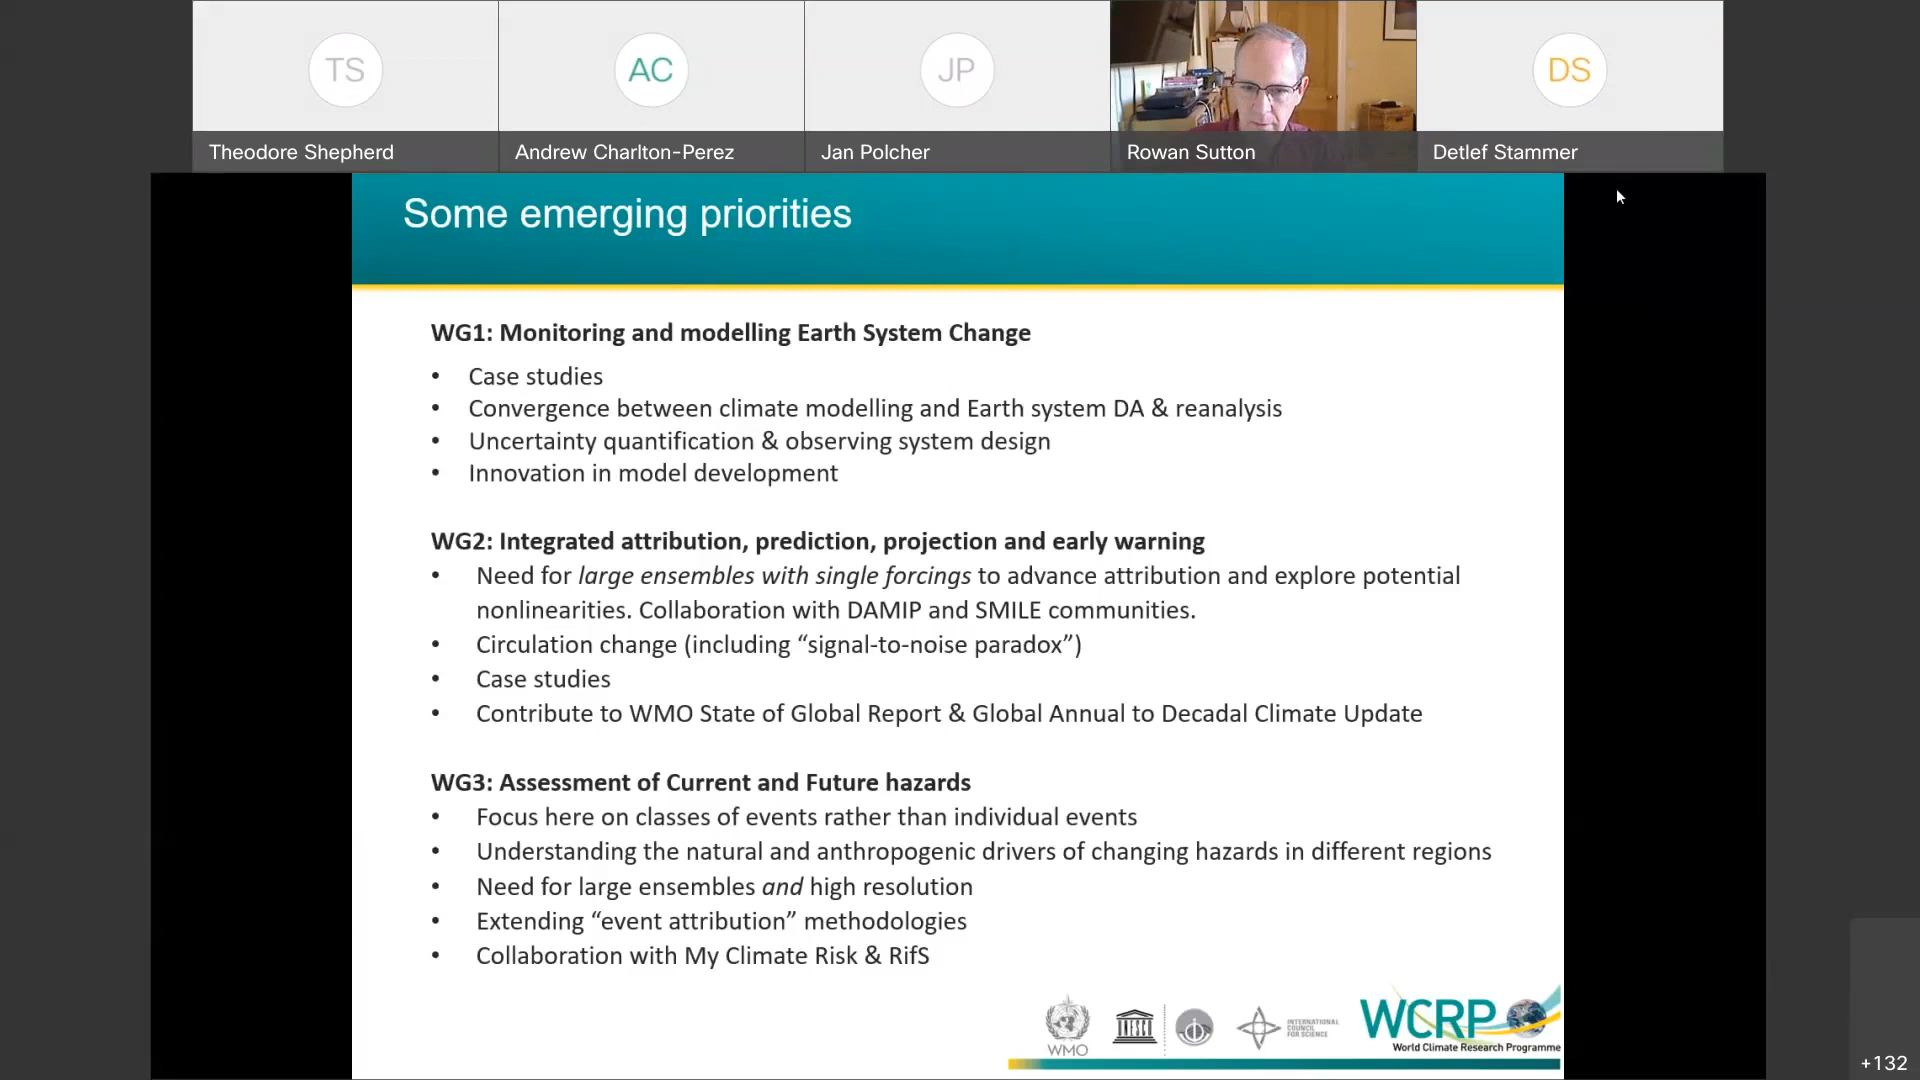 TS
AC
JP
DS
Theodore Shepherd
Andrew Charlton-Perez
Jan Polcher
Rowan Sutton
Detlef Stammer
Some emerging priorities
WG1: Monitoring and modelling Earth System Change
• Case studies
• Convergence between climate modelling and Earth system DA & reanalysis
• Uncertainty quantification & observing system design
• Innovation in model development
WG2: Integrated attribution, prediction, projection and early warning
• Need for large ensembles with single forcings to advance attribution and explore potential
nonlinearities. Collaboration with DAMIP and SMILE communities.
• Circulation change (including “signal-to-noise paradox”)
• Case studies
• Contribute to WMO State of Global Report & Global Annual to Decadal Climate Update
WG3: Assessment of Current and Future hazards
• Focus here on classes of events rather than individual events
• Understanding the natural and anthropogenic drivers of changing hazards in different regions
• Need for large ensembles and high resolution
• Extending “event attribution” methodologies
• Collaboration with My Climate Risk & RifS
WMO
UNESCO
INTERNATIONAL
COUNCIL
FOR SCIENCE
WCRP
World Climate Research Programme
+132